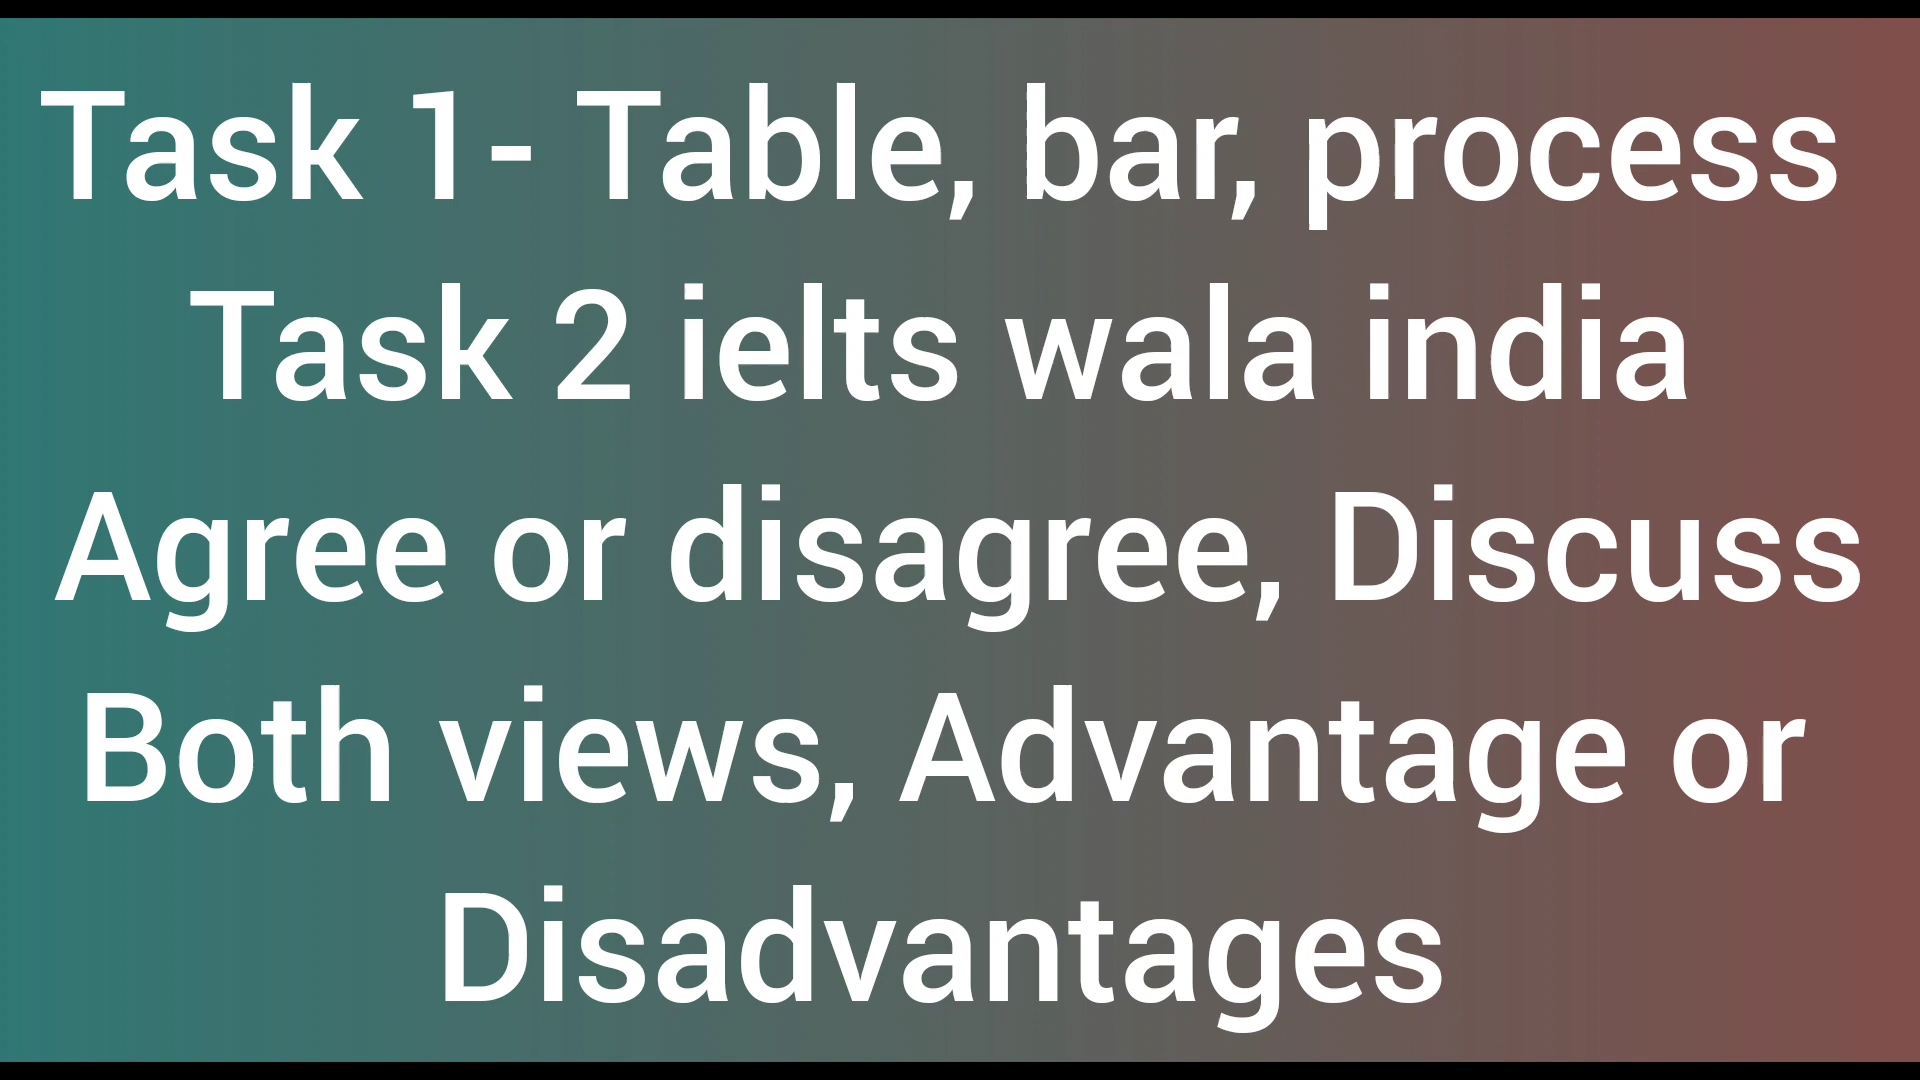 Task 1- Table, bar, process
Task 2 ielts wala india
Agree or disagree, Discuss
Both views, Advantage or
Disadvantages